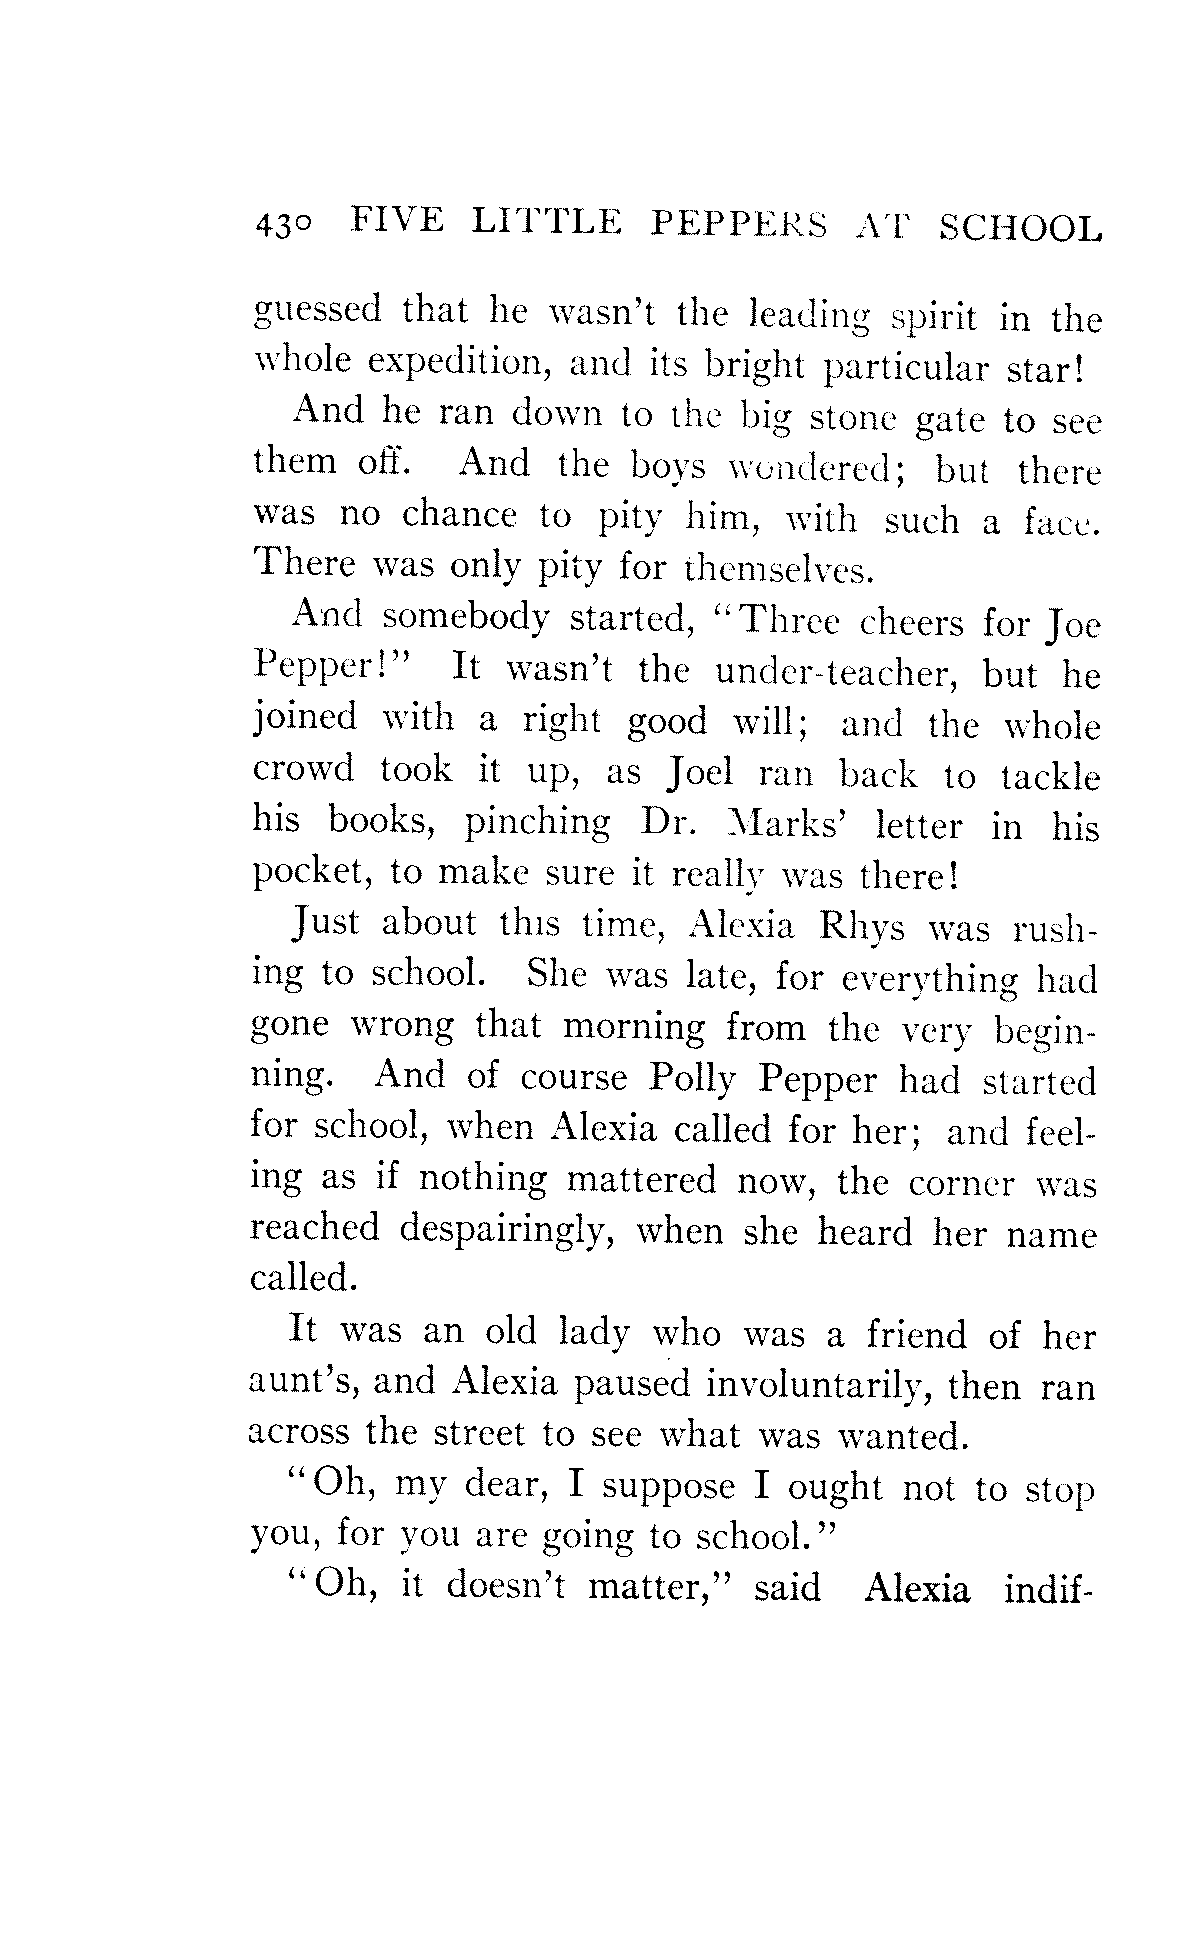 430 FIVE LITTLE PEPPERS AT SCHOOL
guessed that he wasn't the leading spirit in the
whole expedition, and its bright particular star!
And he ran down to the big stone gate to see
them off. And the boys wondered; but there
was no chance to pity him, with such a face.
There was only pity for themselves.
And somebody started, "Three cheers for Joe
Pepper!" It wasn't the under-teacher, but he
joined with a right good will; and the whole
crowd took it up, as Joel ran back to tackle
his books, pinching Dr. Marks' letter in his
pocket, to make sure it really was there!
Just about this time, Alexia Rhys was rush-
ing to school. She was late, for everything had
gone wrong that morning from the very begin-
ning. And of course Polly Pepper had started
for school, when Alexia called for her; and feel-
ing as if nothing mattered now, the corner was
reached despairingly, when she heard her name
called.
It was an old lady who was a friend of her
aunt's, and Alexia paused involuntarily, then ran
across the street to see what was wanted.
"Oh, my dear, I suppose I ought not to stop
you, for you are going to school."
"Oh, it doesn't matter," said Alexia indif-